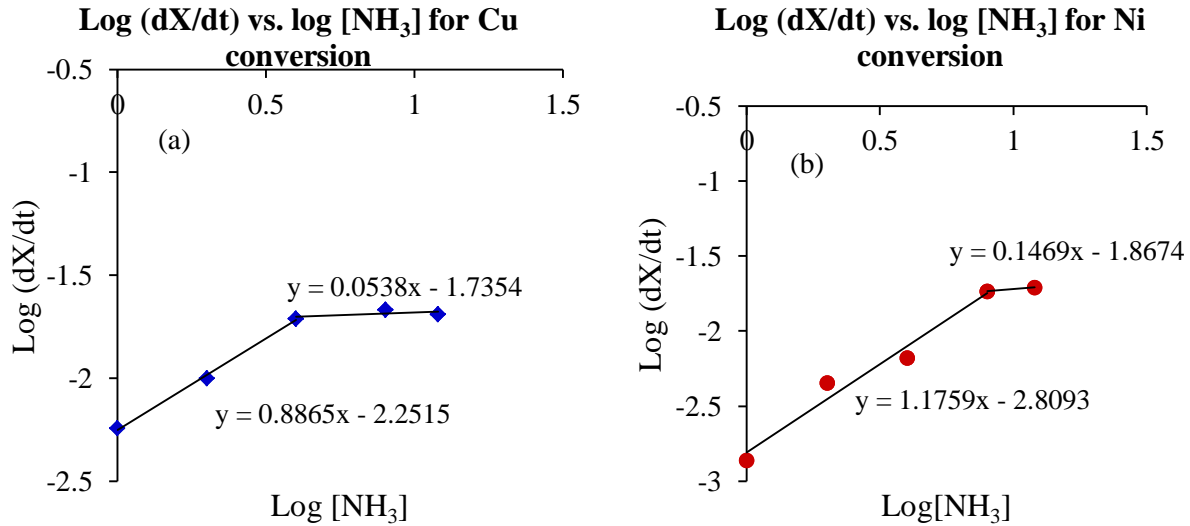 Log (dX/dt) vs. log [NH₃] for Cu
conversion
-0.5
0
0.5
1
1.5
(a)
-1
-1.5
y = 0.0538x - 1.7354
-2
y = 0.8865x - 2.2515
-2.5
Log (dX/dt)
Log [NH₃]
Log (dX/dt) vs. log [NH₃] for Ni
conversion
-0.5
0
0.5
1
1.5
(b)
-1
-1.5
y = 0.1469x - 1.8674
-2
-2.5
y = 1.1759x - 2.8093
-3
Log (dX/dt)
Log[NH₃]